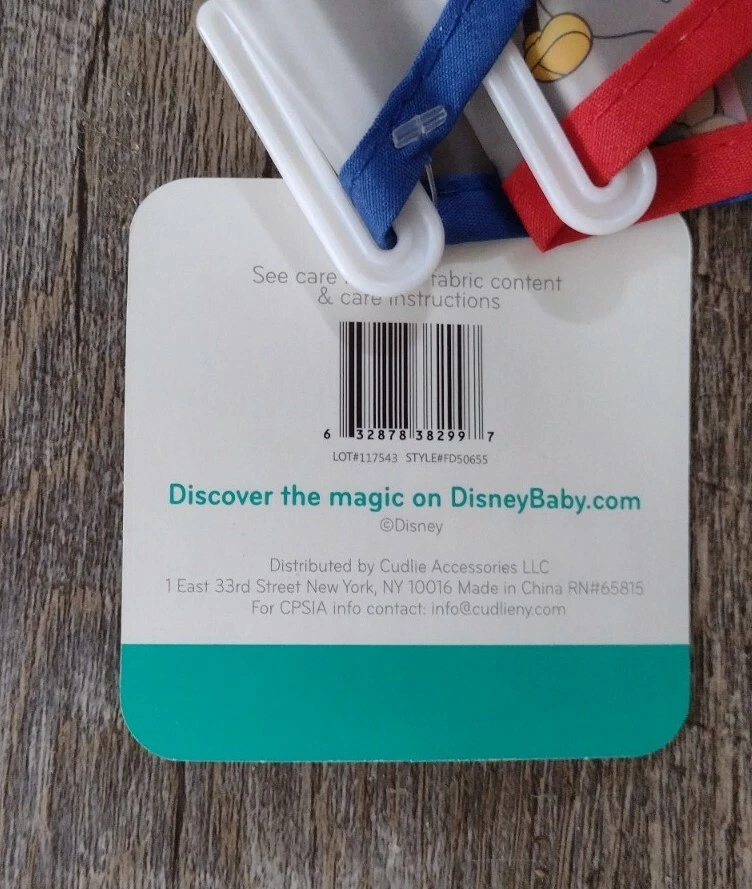 See care fabric content
& care instructions
6 32878 38299 7
LOT#117543 STYLE#FD50655
Discover the magic on DisneyBaby.com
©Disney
Distributed by Cudlie Accessories LLC
1 East 33rd Street New York, NY 10016 Made in China RN#65815
For CPSIA info contact: info@cudlieny.com